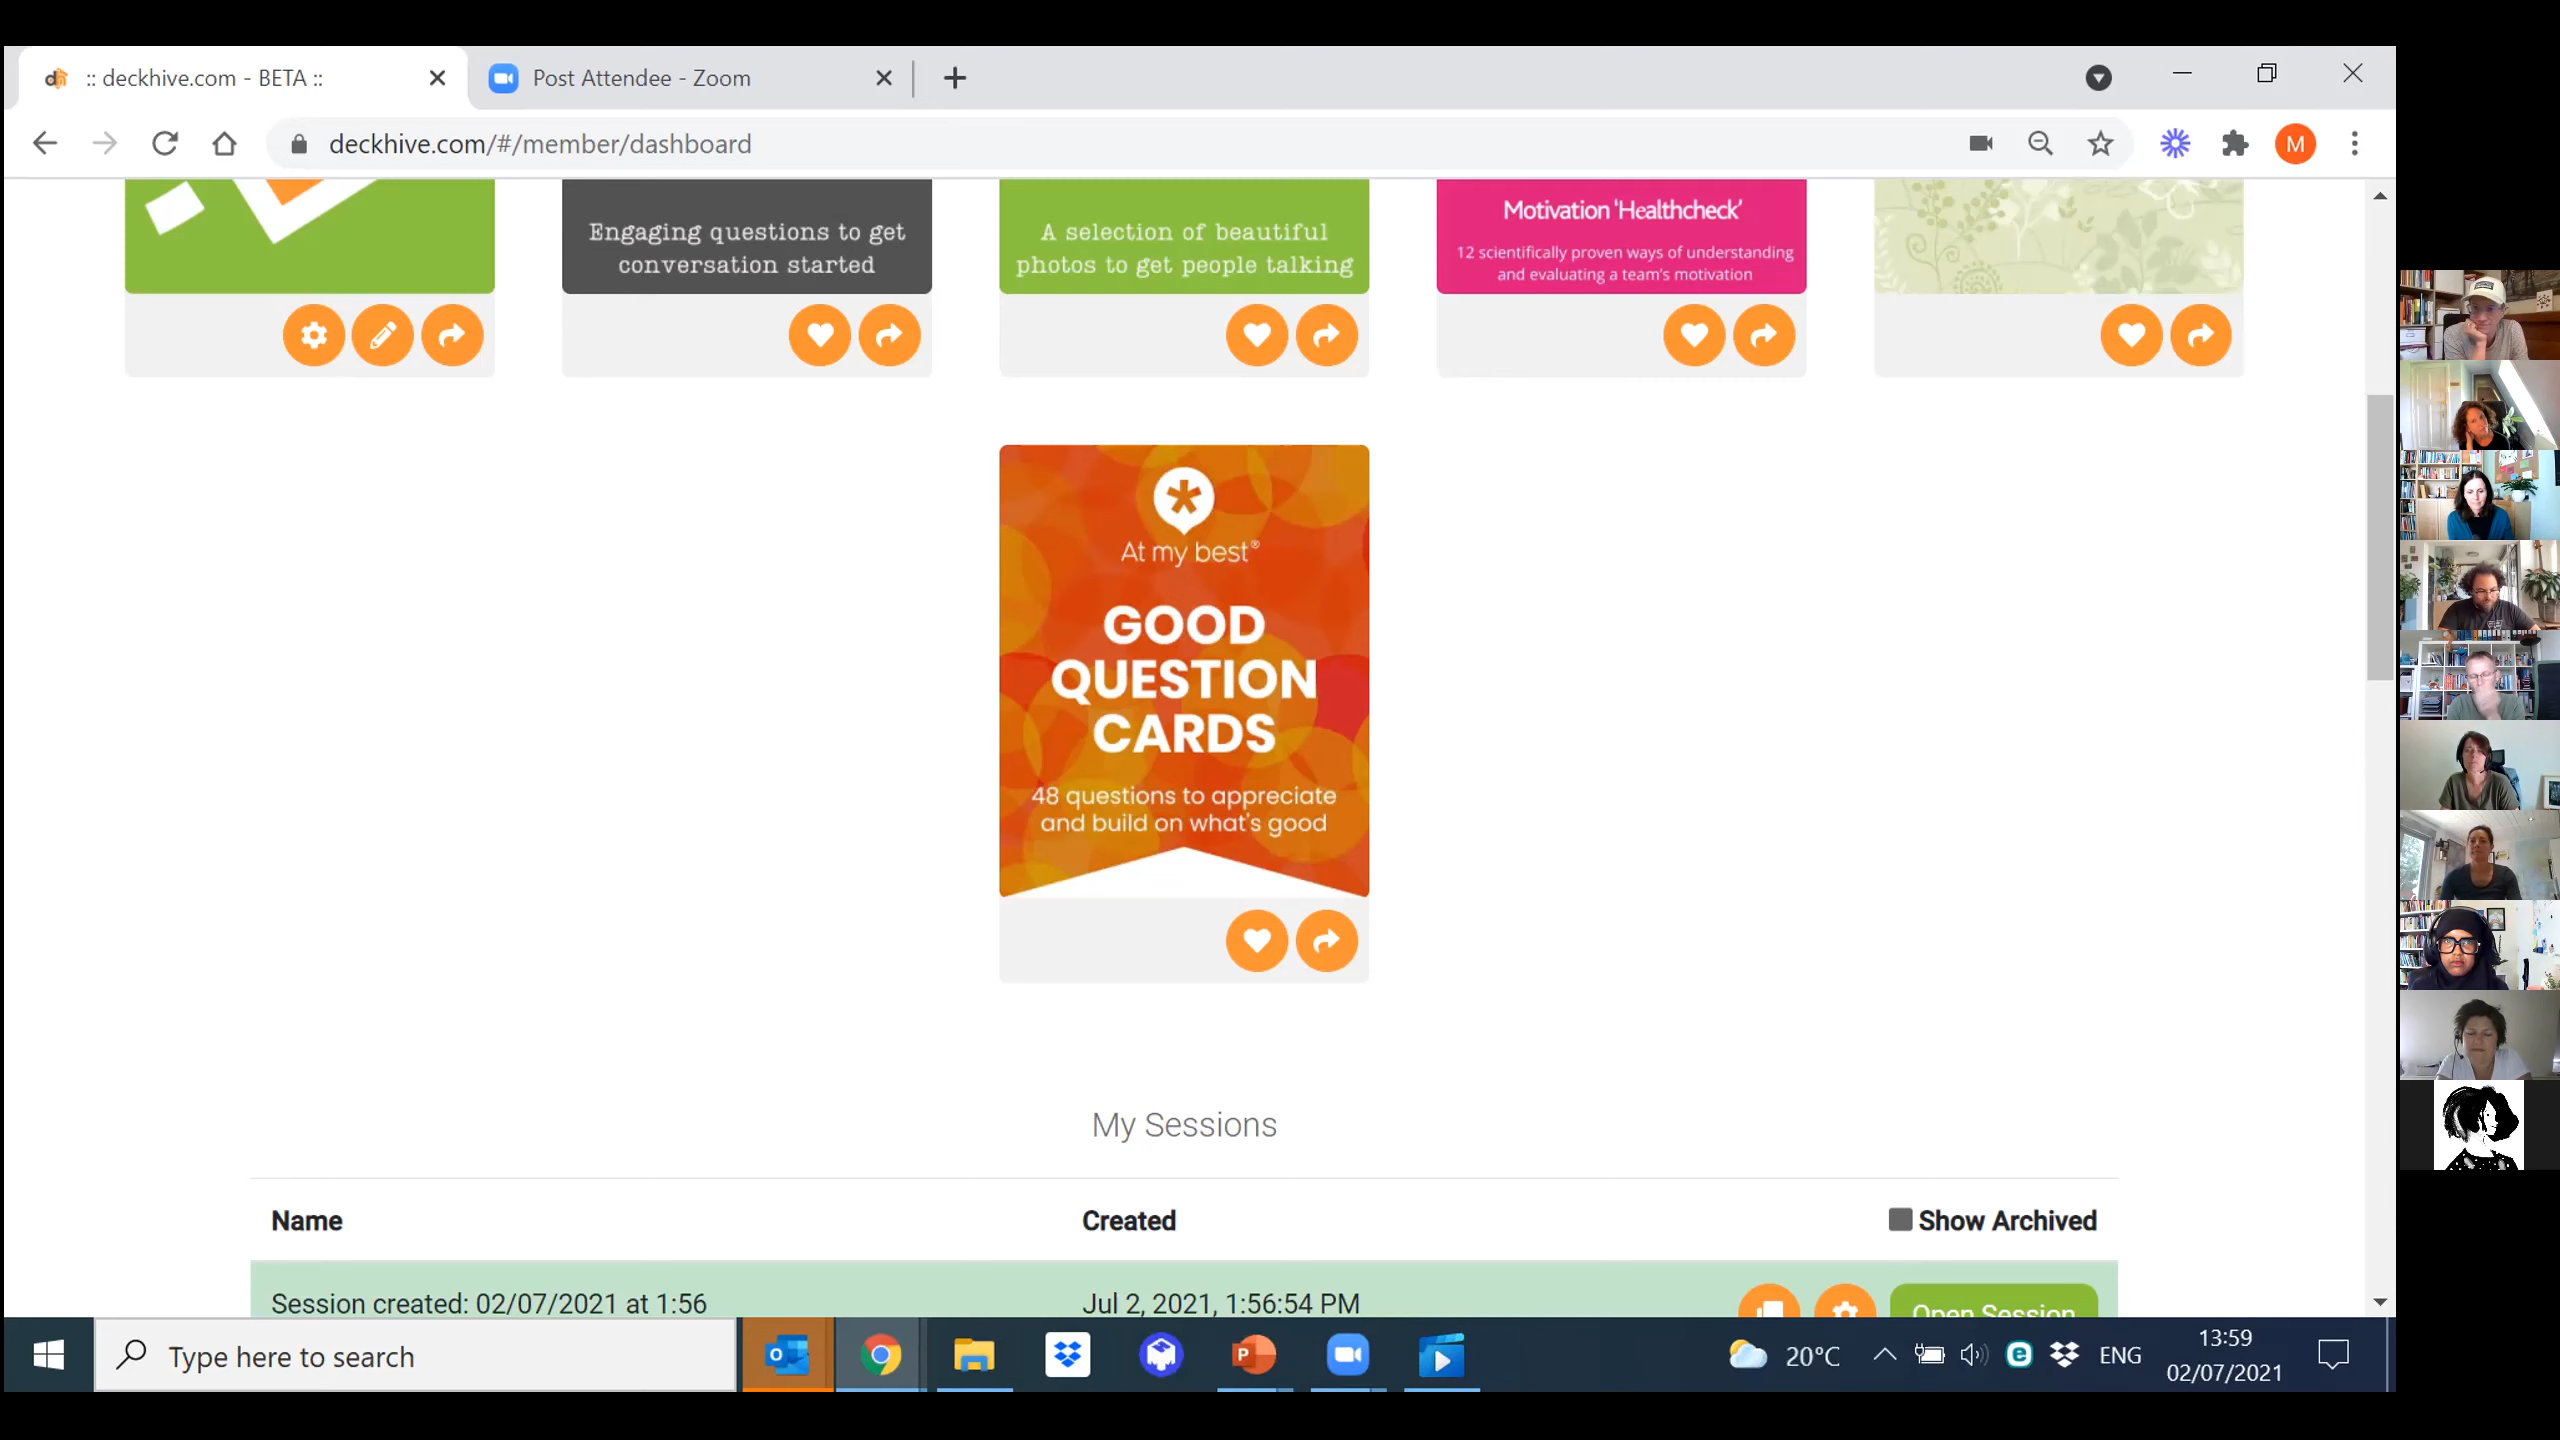 :: deckhive.com - BETA ::
Post Attendee - Zoom
deckhive.com/#/member/dashboard
M
Engaging questions to get
conversation started
A selection of beautiful
photos to get people talking
Motivation 'Healthcheck'
12 scientifically proven ways of understanding
and evaluating a team's motivation
At my best®
GOOD
QUESTION
CARDS
48 questions to appreciate
and build on what's good
My Sessions
Name Created Show Archived
Session created: 02/07/2021 at 1:56 Jul 2, 2021, 1:56:54 PM Open Session
Type here to search
20°C
ENG
13:59
02/07/2021